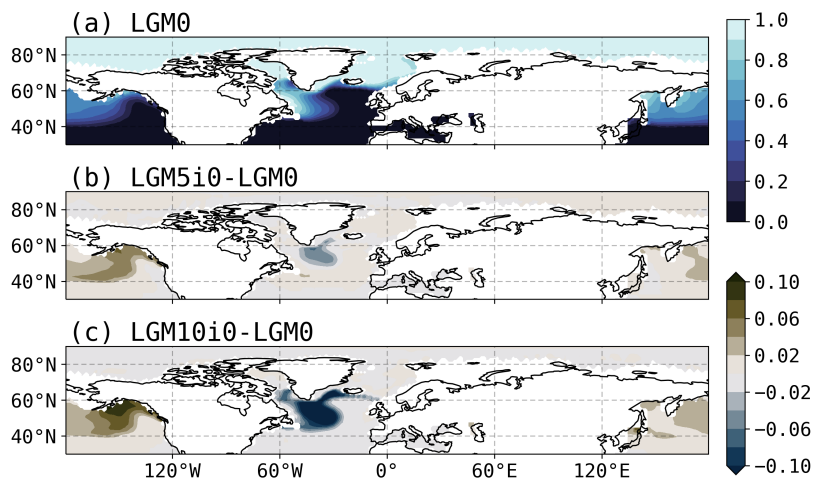 (a) LGM0
80°N
60°N
40°N
1.0
0.8
0.6
0.4
0.2
0.0
(b) LGM5i0-LGM0
80°N
60°N
40°N
(c) LGM10i0-LGM0
80°N
60°N
40°N
0.10
0.06
0.02
−0.02
−0.06
−0.10
120°W 60°W 0° 60°E 120°E